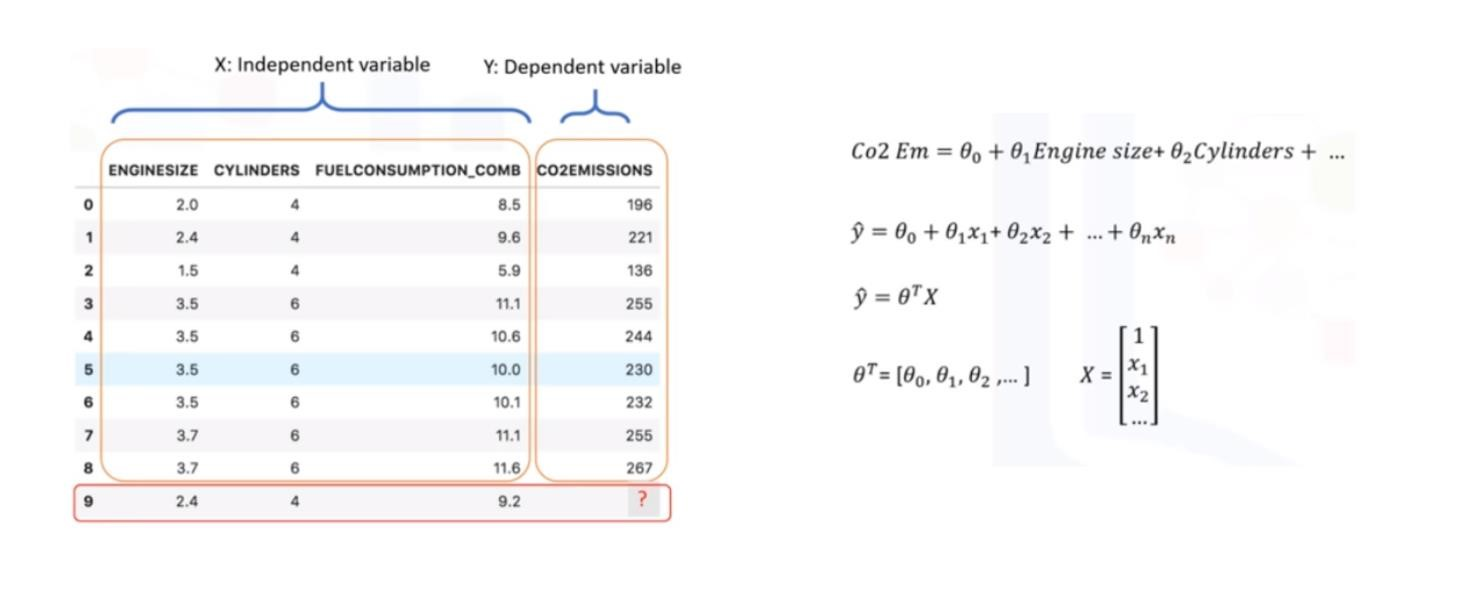 X: Independent variable
Y: Dependent variable
ENGINESIZE CYLINDERS FUELCONSUMPTION_COMB CO2EMISSIONS
0 2.0 4 8.5 196
1 2.4 4 9.6 221
2 1.5 4 5.9 136
3 3.5 6 11.1 255
4 3.5 6 10.6 244
5 3.5 6 10.0 230
6 3.5 6 10.1 232
7 3.7 6 11.1 255
8 3.7 6 11.6 267
9 2.4 4 9.2 ?
Co2 Em = θ₀ + θ₁Engine size+ θ₂Cylinders + ...
ŷ = θ₀ + θ₁x₁+ θ₂x₂ + ...+ θₙxₙ
ŷ = θᵀX
θᵀ= [θ₀, θ₁, θ₂ ,... ]
X = [1
x₁
x₂
...]